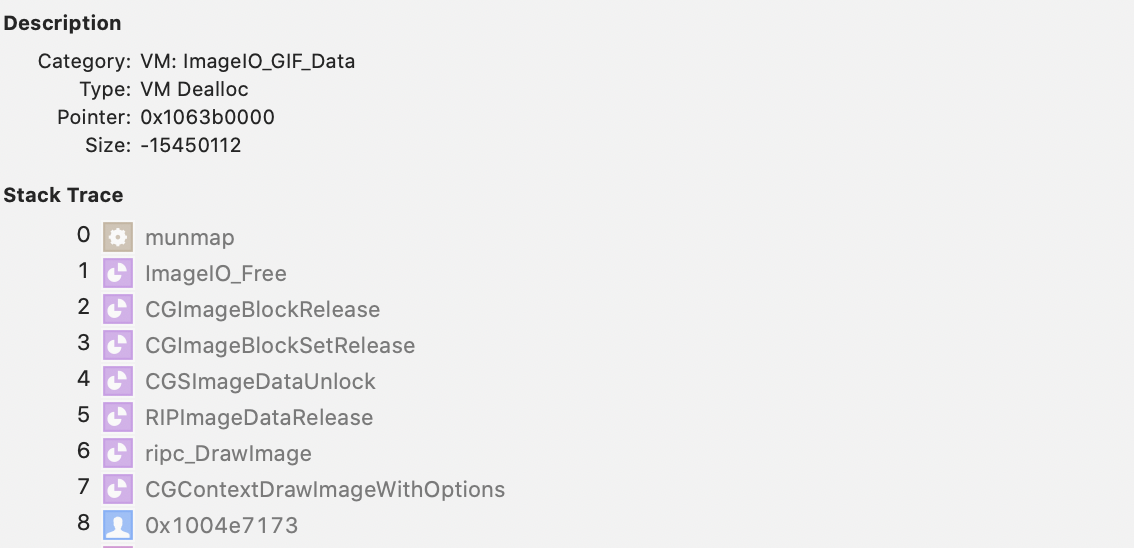 Description
Category: VM: ImageIO_GIF_Data
Type: VM Dealloc
Pointer: 0x1063b0000
Size: -15450112
Stack Trace
0 munmap
1 ImageIO_Free
2 CGImageBlockRelease
3 CGImageBlockSetRelease
4 CGSImageDataUnlock
5 RIPImageDataRelease
6 ripc_DrawImage
7 CGContextDrawImageWithOptions
8 0x1004e7173